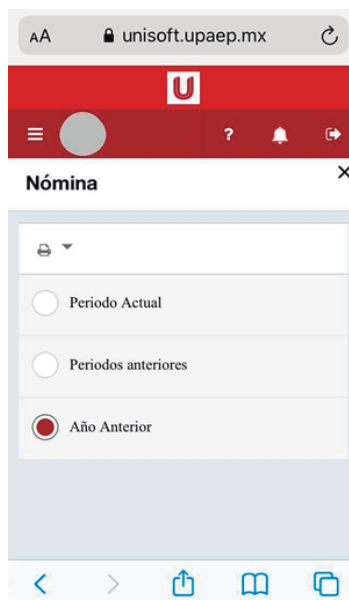 AA unisoft.upaep.mx
U
?
Nómina
Periodo Actual
Periodos anteriores
Año Anterior